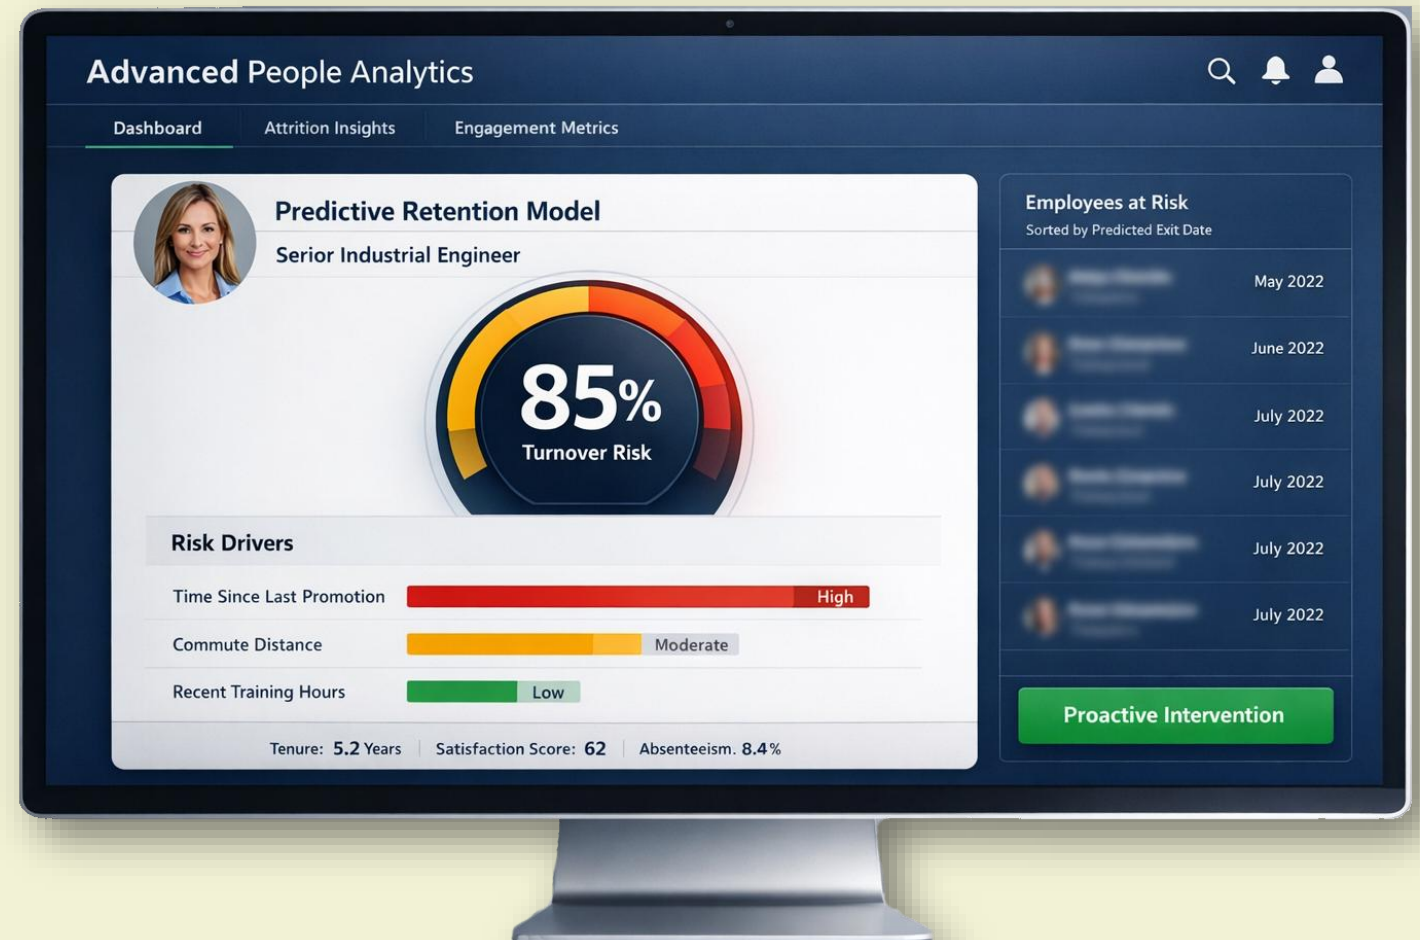 Advanced People Analytics
Dashboard Attrition Insights Engagement Metrics
Predictive Retention Model
Serior Industrial Engineer
85%
Turnover Risk
Risk Drivers
Time Since Last Promotion High
Commute Distance Moderate
Recent Training Hours Low
Tenure: 5.2 Years Satisfaction Score: 62 Absenteeism. 8.4%
Employees at Risk
Sorted by Predicted Exit Date
May 2022
June 2022
July 2022
July 2022
July 2022
July 2022
Proactive Intervention